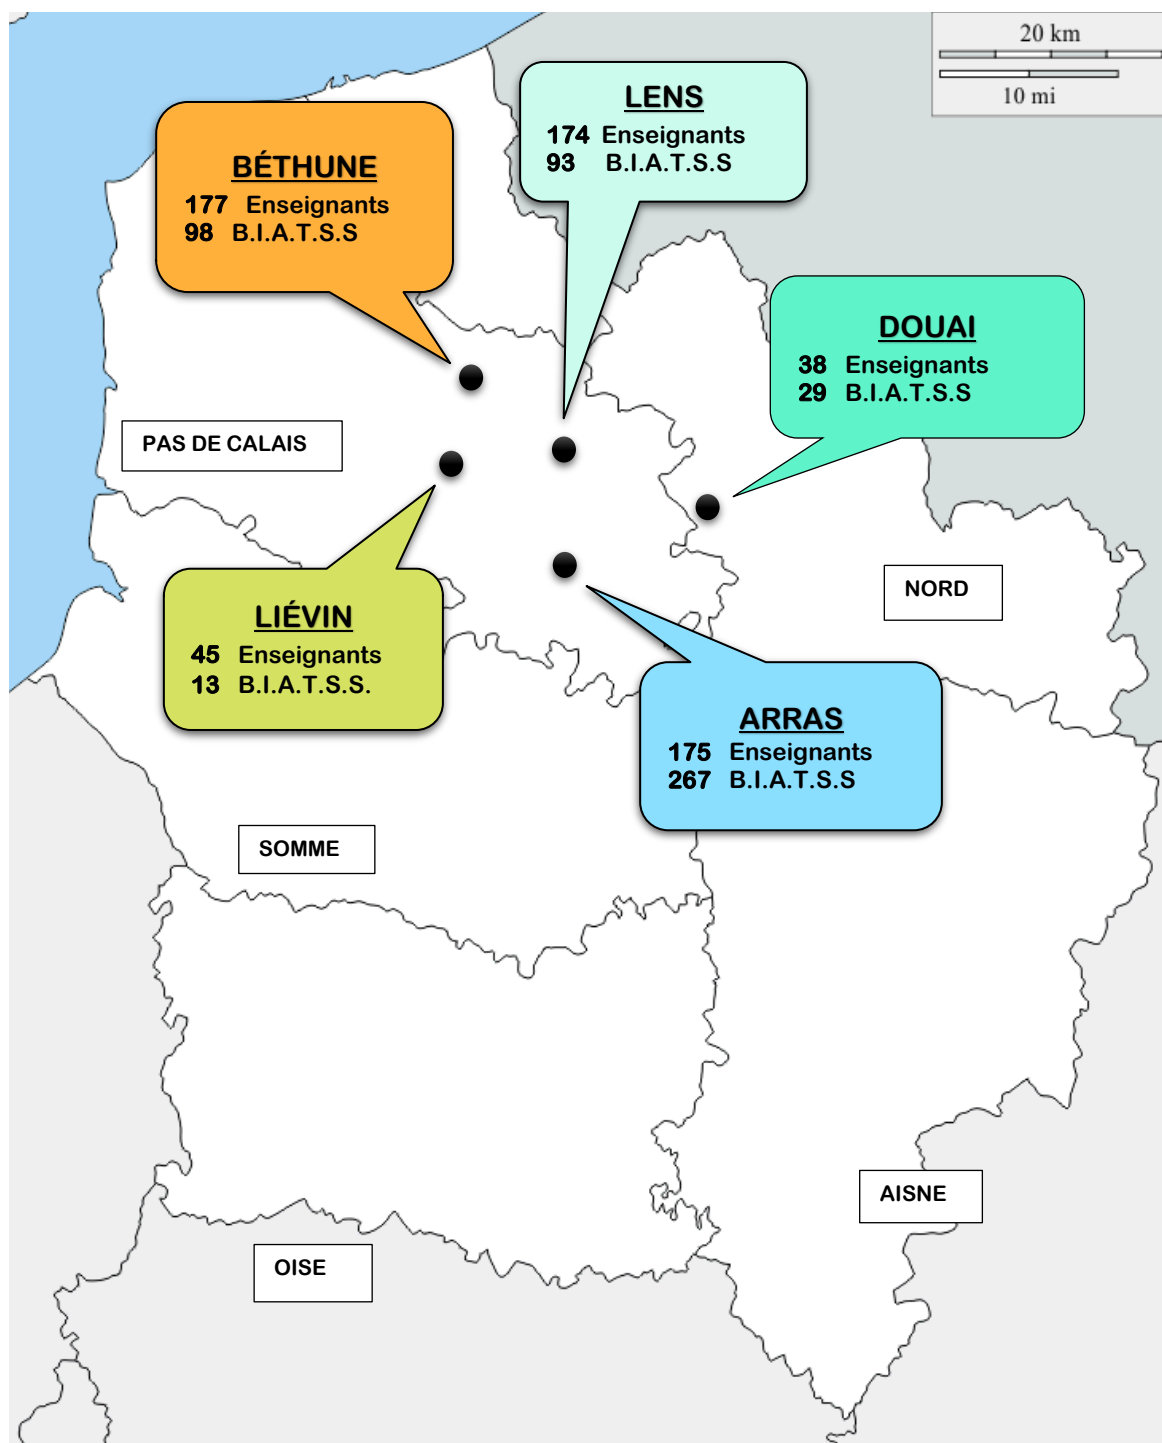 20 km
10 mi
LENS
174 Enseignants
93 B.I.A.T.S.S
BÉTHUNE
177 Enseignants
98 B.I.A.T.S.S
DOUAI
38 Enseignants
29 B.I.A.T.S.S
PAS DE CALAIS
NORD
LIÉVIN
45 Enseignants
13 B.I.A.T.S.S.
ARRAS
175 Enseignants
267 B.I.A.T.S.S
SOMME
AISNE
OISE